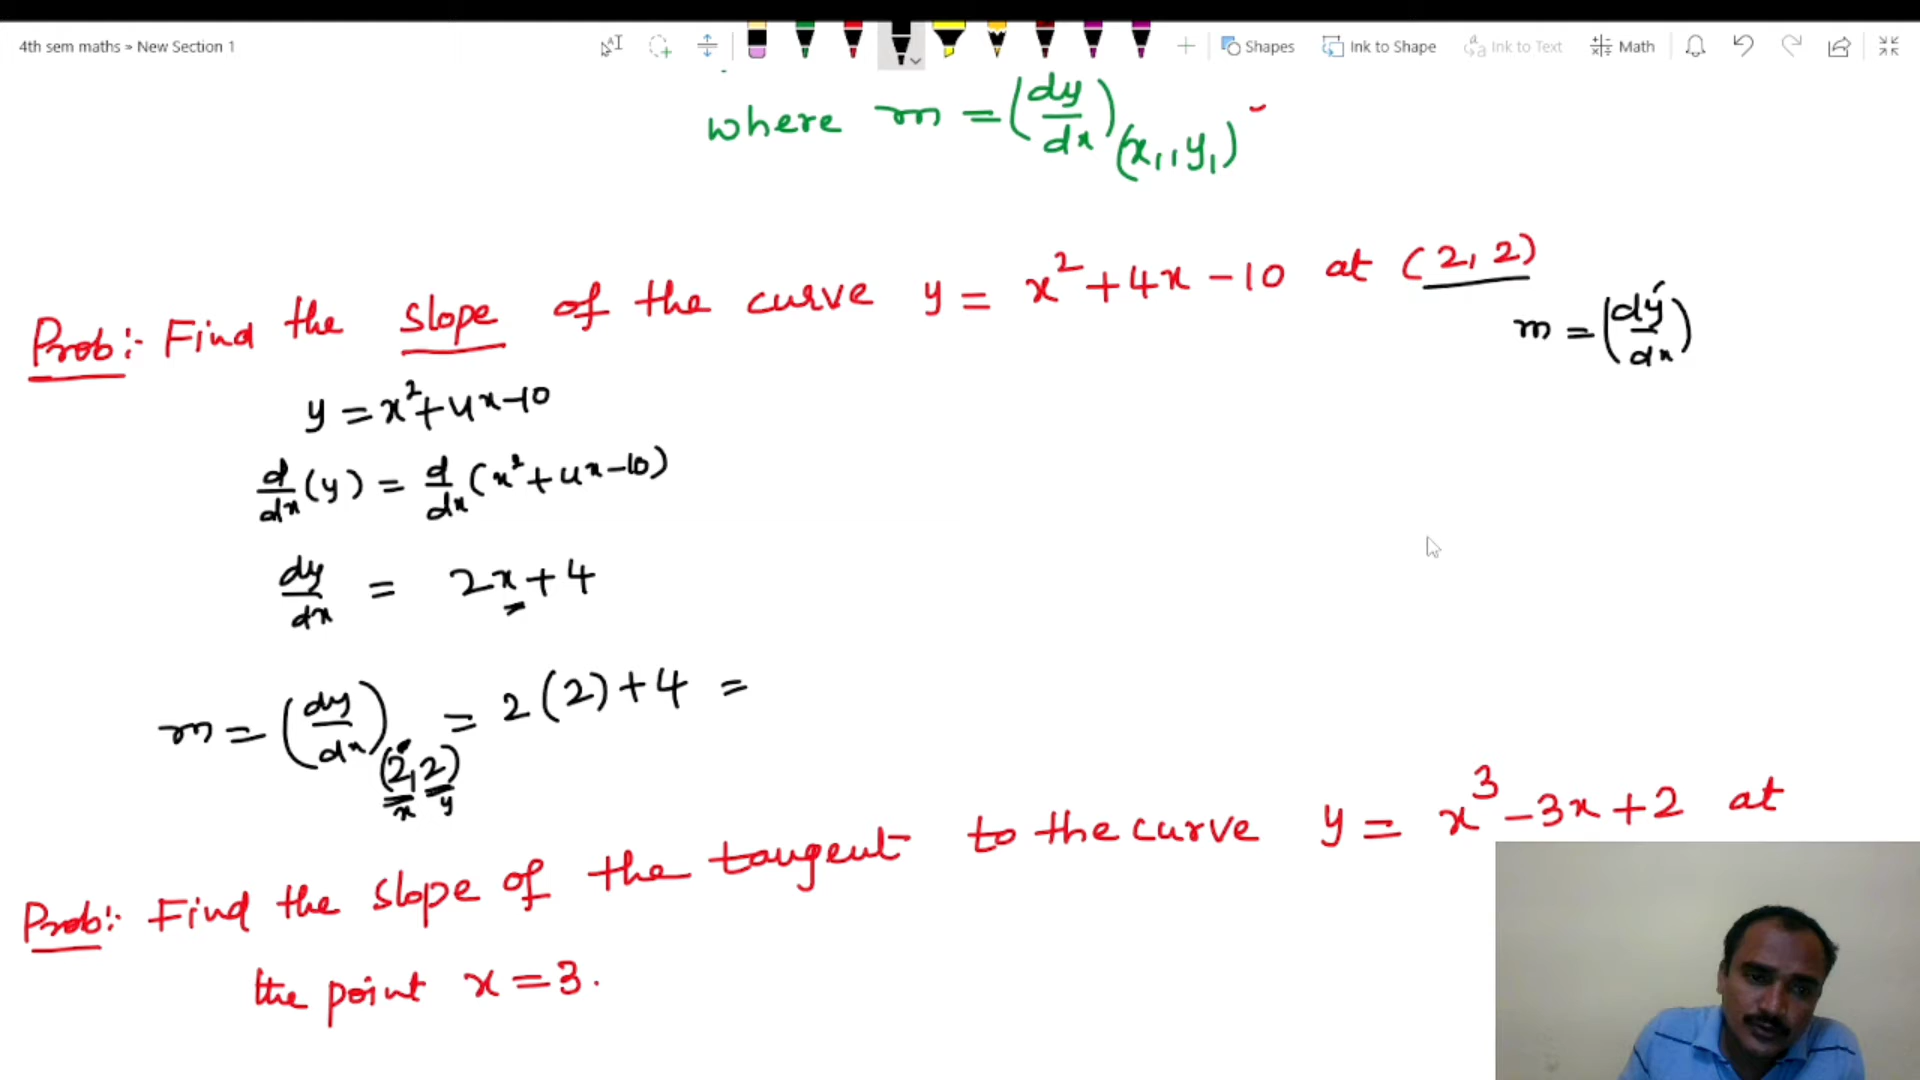 4th sem maths » New Section 1
Shapes Ink to Shape Ink to Text Math
where m = (dy/dx)(x₁, y₁)
Prob:- Find the slope of the curve y = x² + 4x - 10 at (2, 2)
m = (dy/dx)
y = x² + 4x - 10
d/dx (y) = d/dx (x² + 4x - 10)
dy/dx = 2x + 4
m = (dy/dx)(2, 2) = 2(2) + 4 =
x y
Prob:- Find the slope of the tangent to the curve y = x³ - 3x + 2 at
the point x = 3.